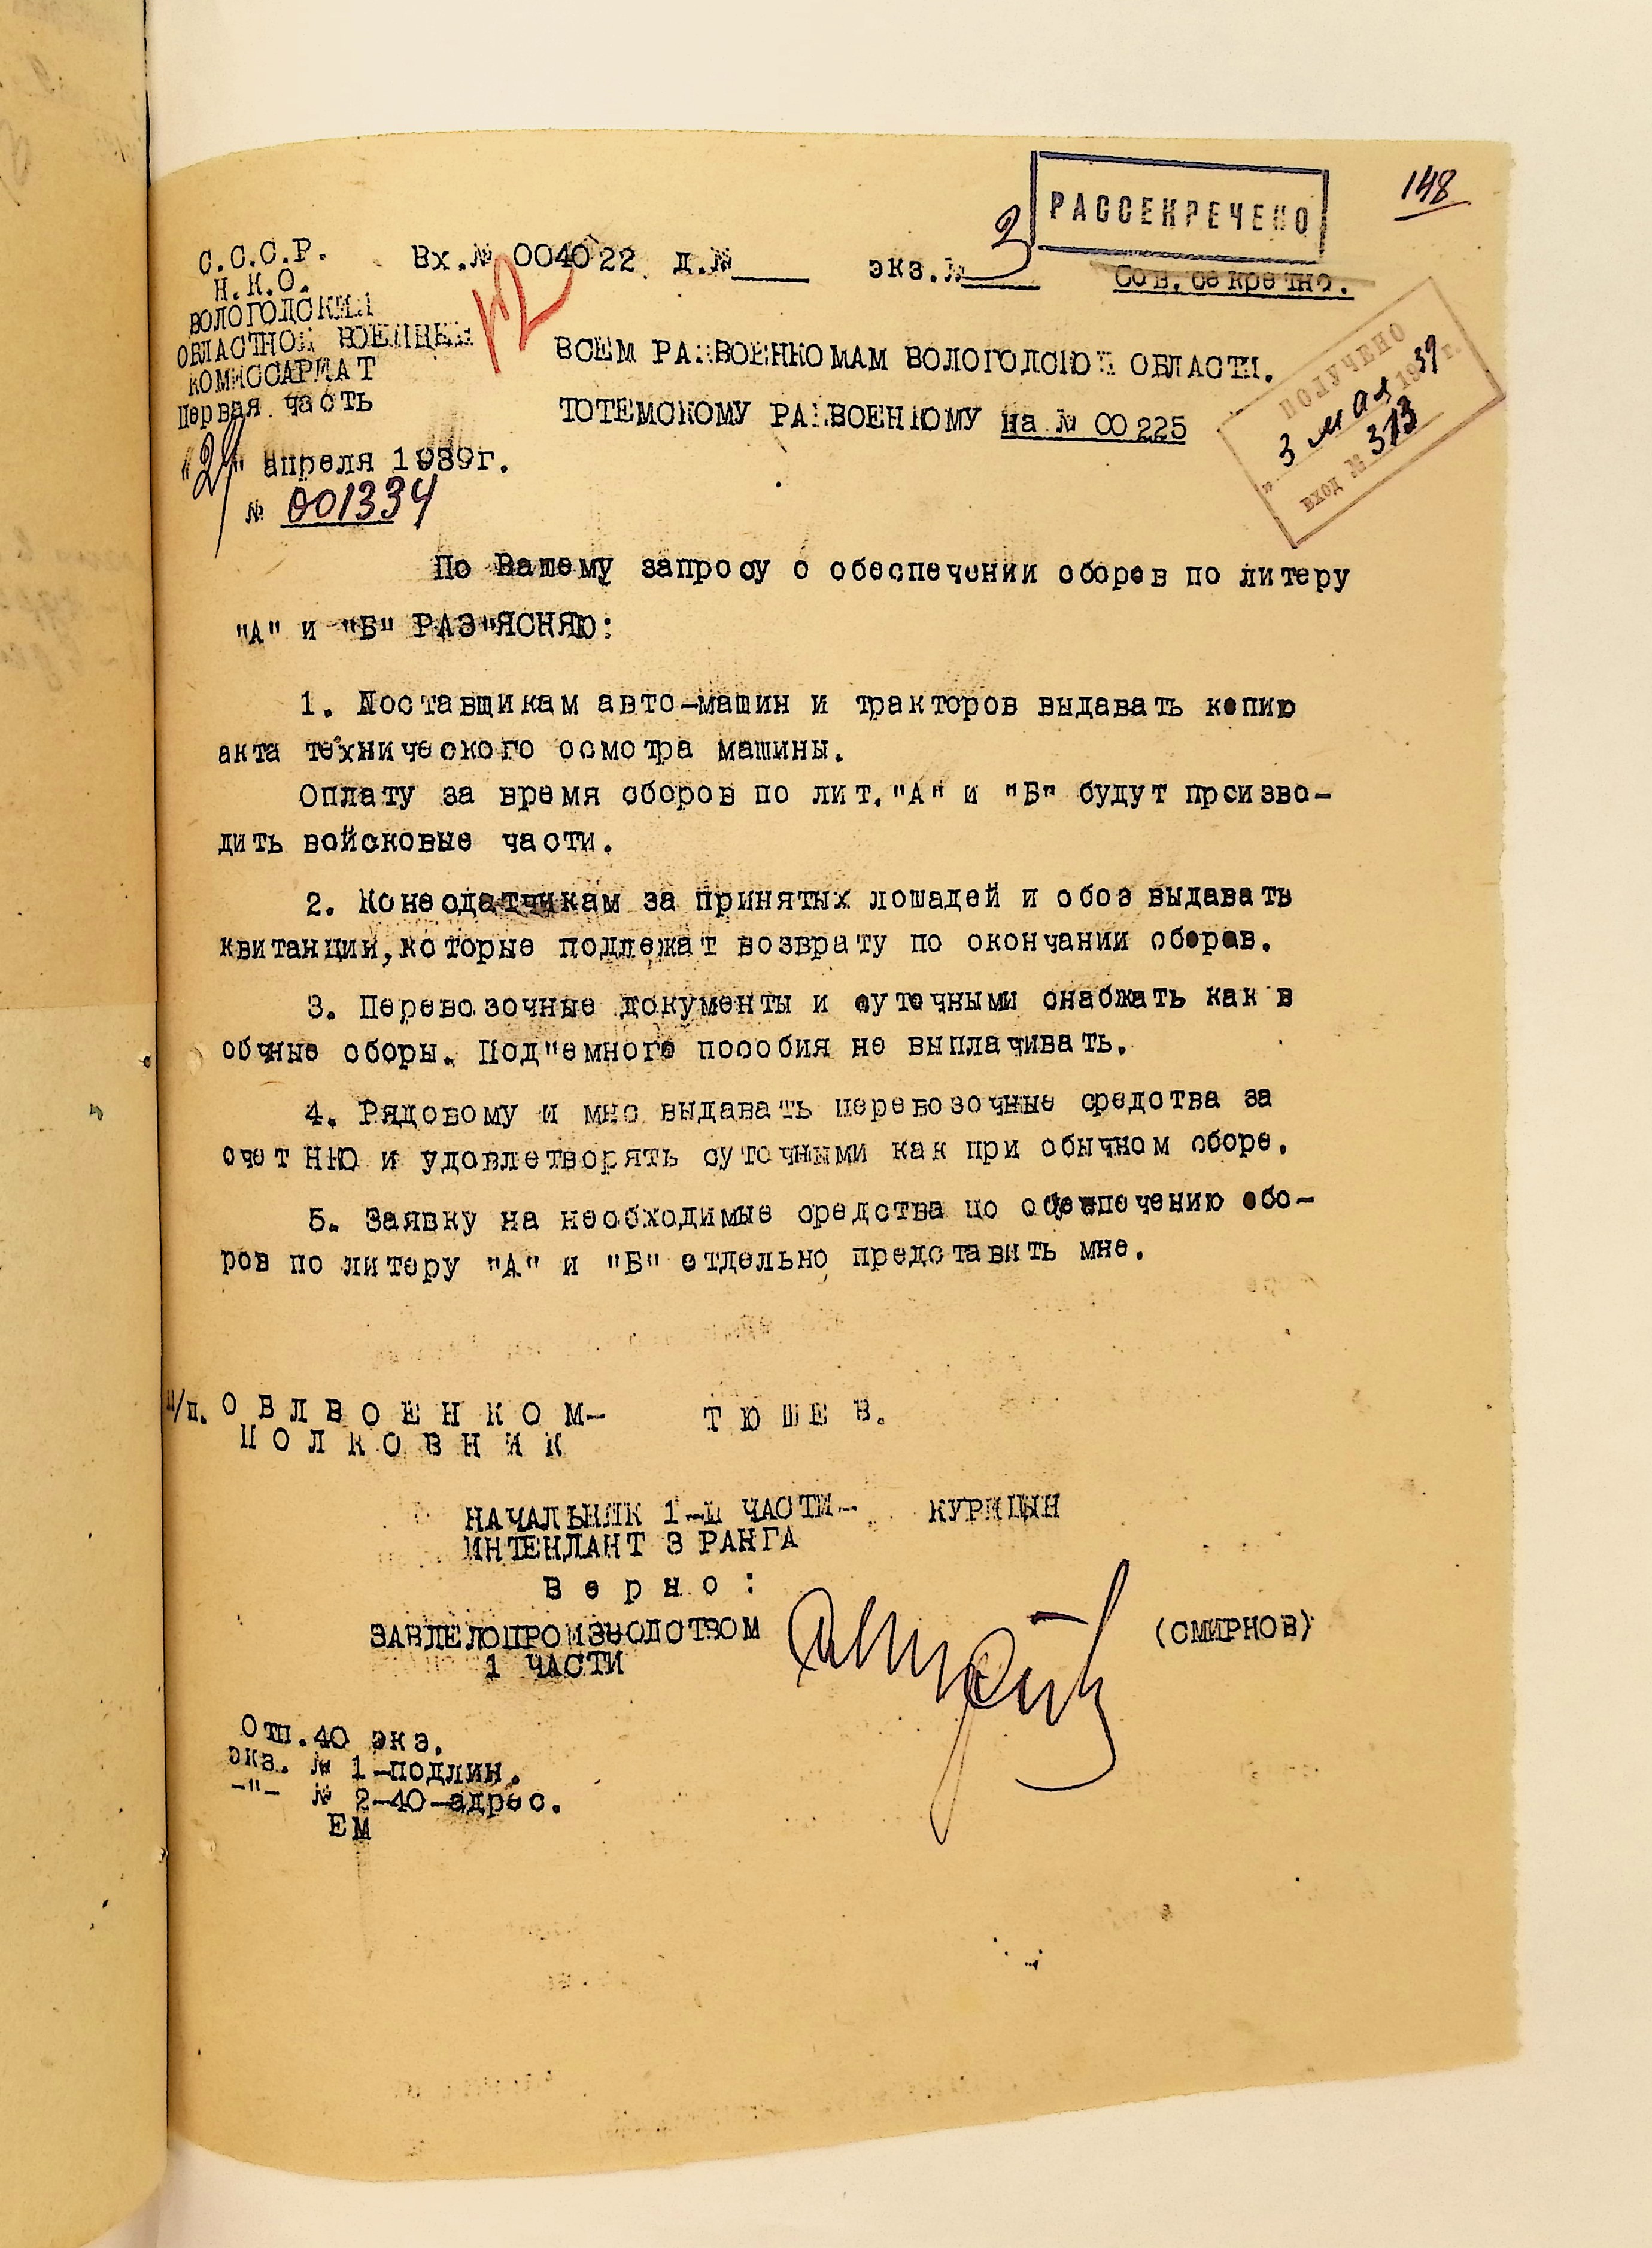 148
РАССЕКРЕЧЕНО
С.С.С.Р.
Н.К.О.
ВОЛОГОДСКИЙ
ОБЛАСТНОЙ ВОЕННЫЙ
КОМИССАРИАТ
Первая часть
"29" апреля 1939г.
№ 001334
Вх.№ 004022 д.№____ экз.№ 3
Сов.секретно.
12
ВСЕМ РАЙВОЕНКОМАМ ВОЛОГОДСКОЙ ОБЛАСТИ.
ТОТЕМСКОМУ РАЙВОЕНКОМУ на № 00225
ПОЛУЧЕНО
"3 мая 1939 г.
ВХОД № 313
По Вашему запросу о обеспечении сборов по литеру
"А" и "Б" РАЗ"ЯСНЯЮ:
1. Поставщикам авто-машин и тракторов выдавать копию
акта технического осмотра машины.
Оплату за время сборов по лит."А" и "Б" будут произво-
дить войсковые части.
2. Конесдатчикам за принятых лошадей и обоз выдавать
квитанции,которые подлежат возврату по окончании сборов.
3. Перевозочные документы и суточными снабжать как в
обчные сборы. Под"емного пособия не выплачивать.
4. Рядовому и мнс выдавать перевозочные средства за
счет НКО и удовлетворять суточными как при обычном сборе.
5. Заявку на необходимые средства по обеспечению сбо-
ров по литеру "А" и "Б" отдельно представить мне.
п/п. ОБЛВОЕНКОМ- ТЮШЕВ.
ПОЛКОВНИК
НАЧАЛЬНИК 1-Й ЧАСТИ- КУРИЦЫН
ИНТЕНДАНТ 3 РАНГА
Верно:
ЗАВДЕЛОПРОИЗВОДСТВОМ (СМИРНОВ)
1 ЧАСТИ
Отп.40 экз.
экз. № 1-подлин.
-"- № 2-40-адрес.
ЕМ